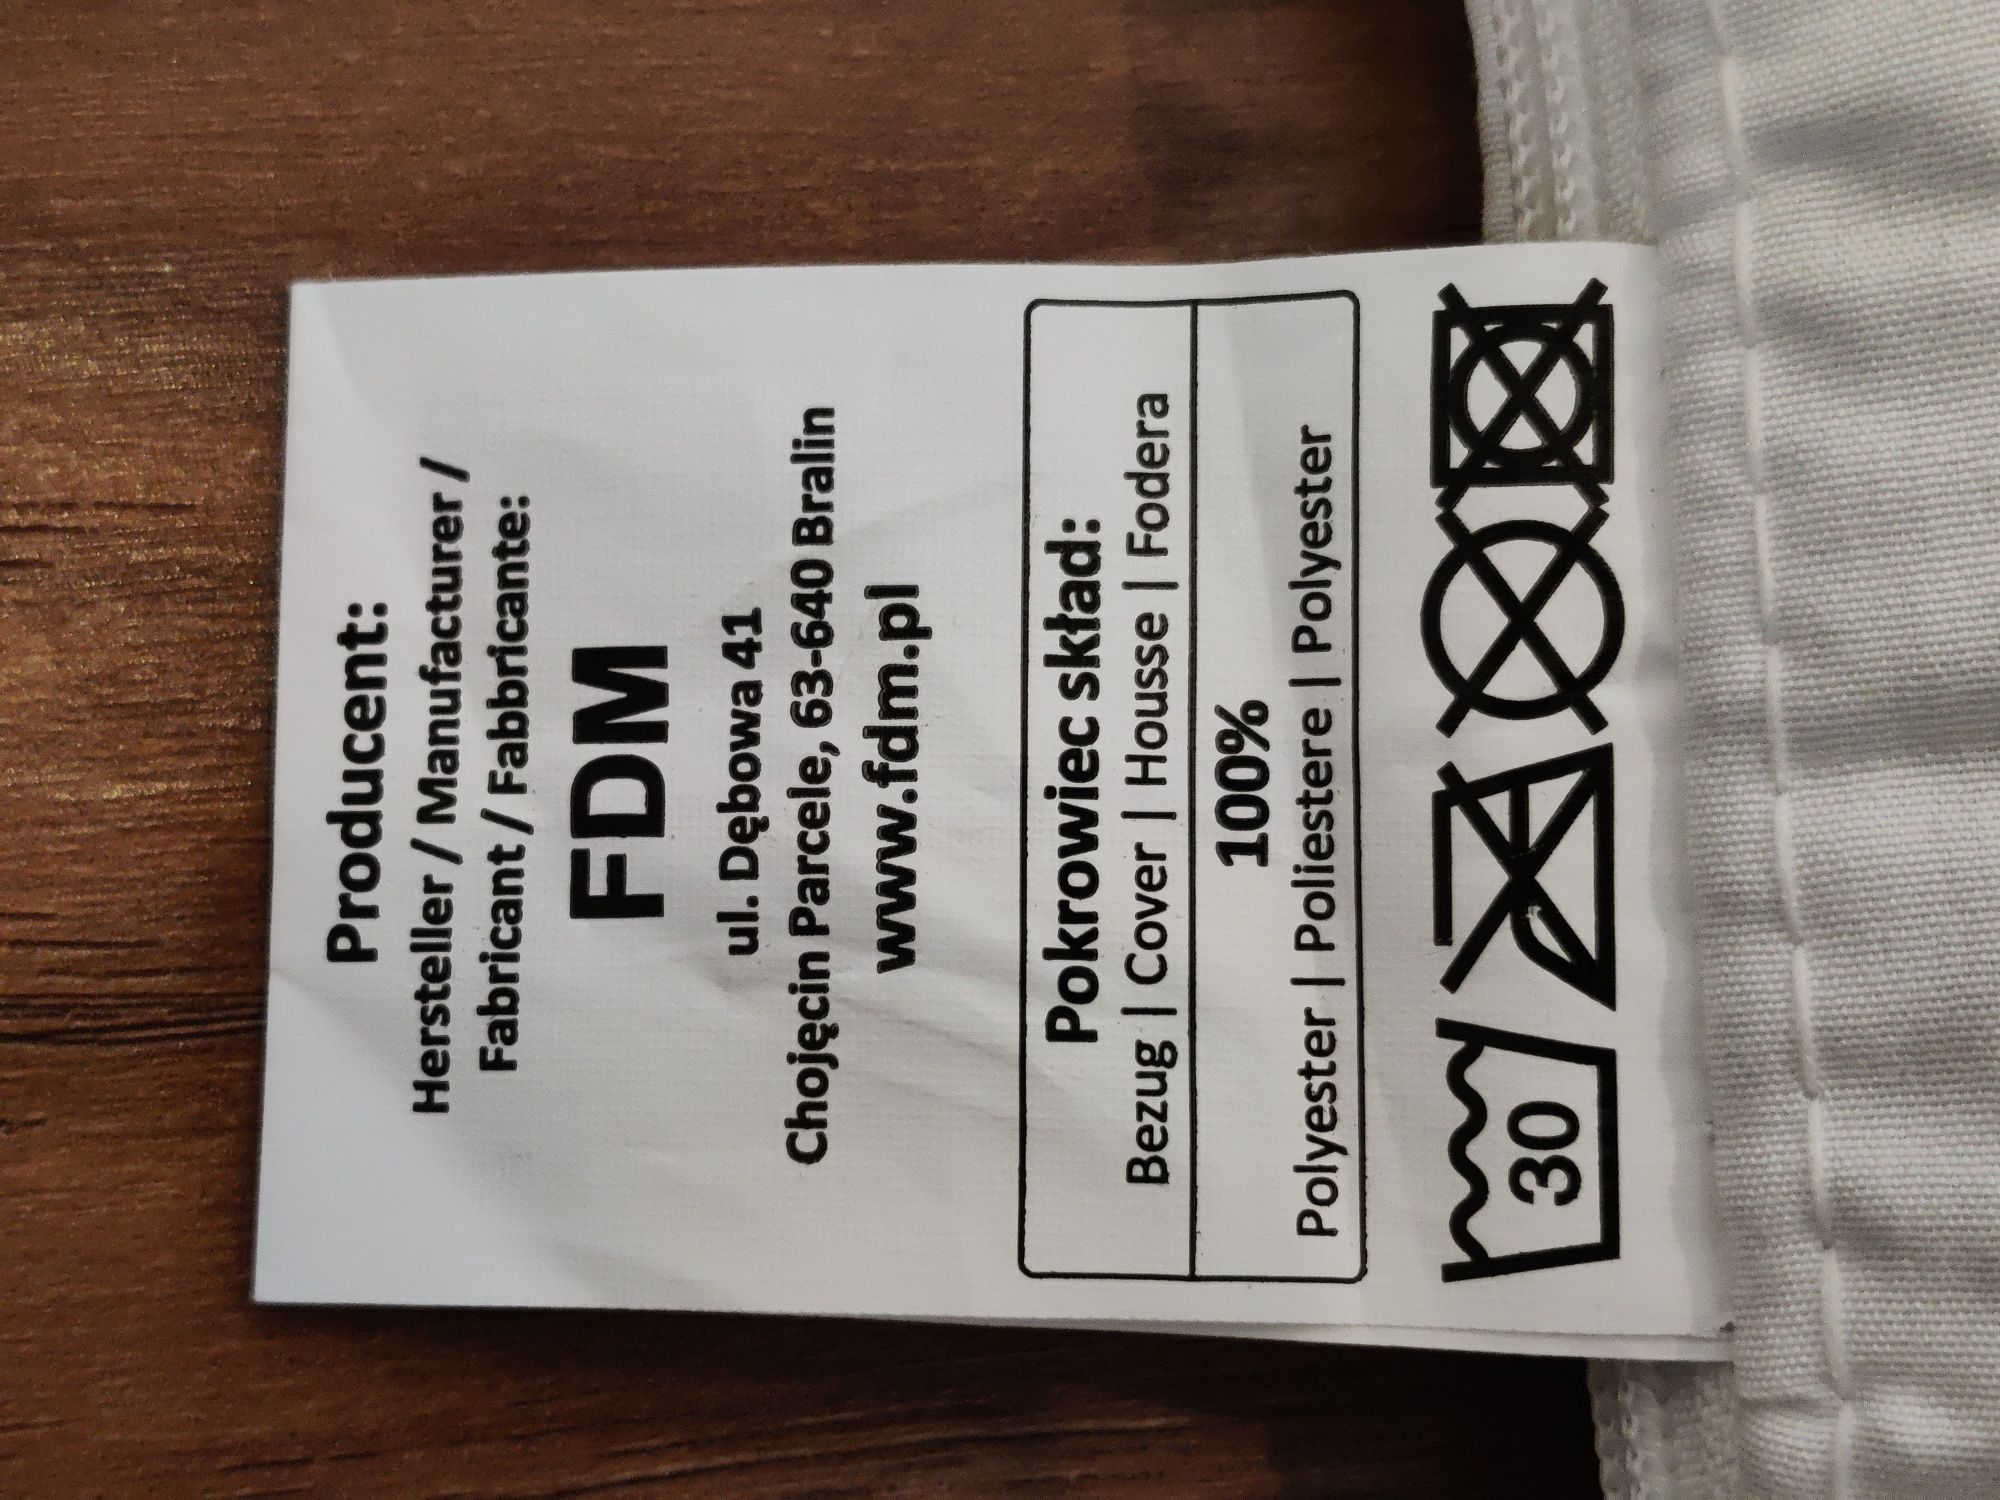 Producent:
Hersteller / Manufacturer /
Fabricant / Fabbricante:
FDM
ul. Dębowa 41
Chojęcin Parcele, 63-640 Bralin
www.fdm.pl
Pokrowiec skład:
Bezug | Cover | Housse | Fodera
100%
Polyester | Poliestere | Polyester
30